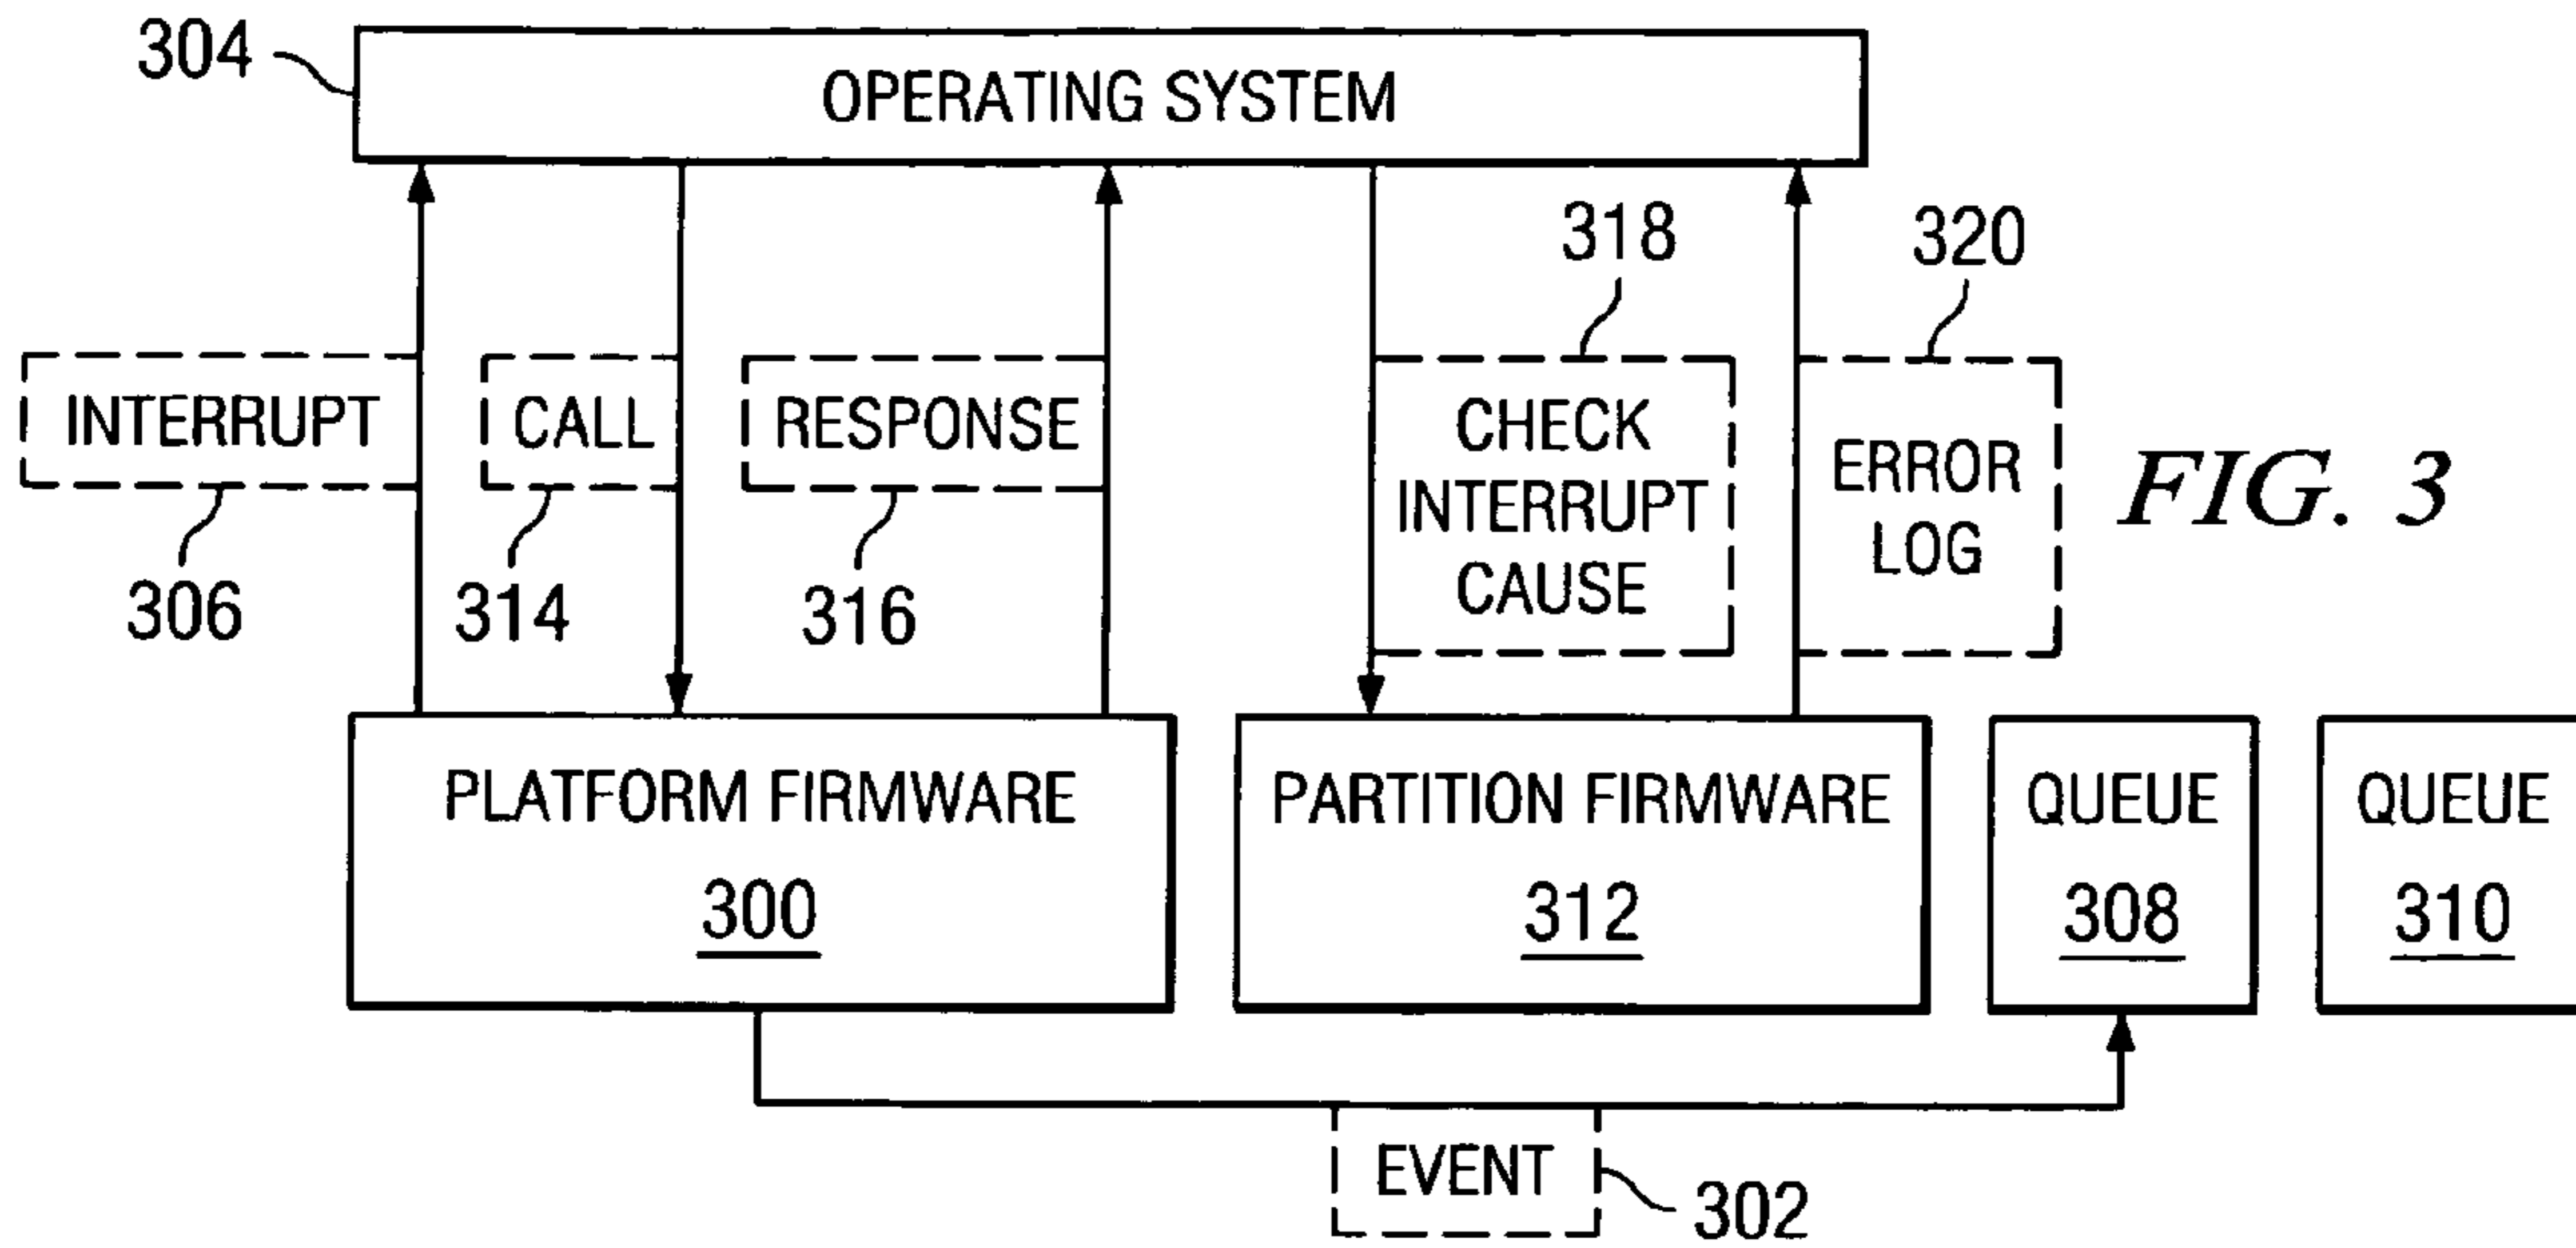 304
OPERATING SYSTEM
318
320
INTERRUPT
CALL
RESPONSE
CHECK
INTERRUPT
CAUSE
ERROR
LOG
FIG. 3
306
314
316
PLATFORM FIRMWARE
300
PARTITION FIRMWARE
312
QUEUE
308
QUEUE
310
EVENT
302